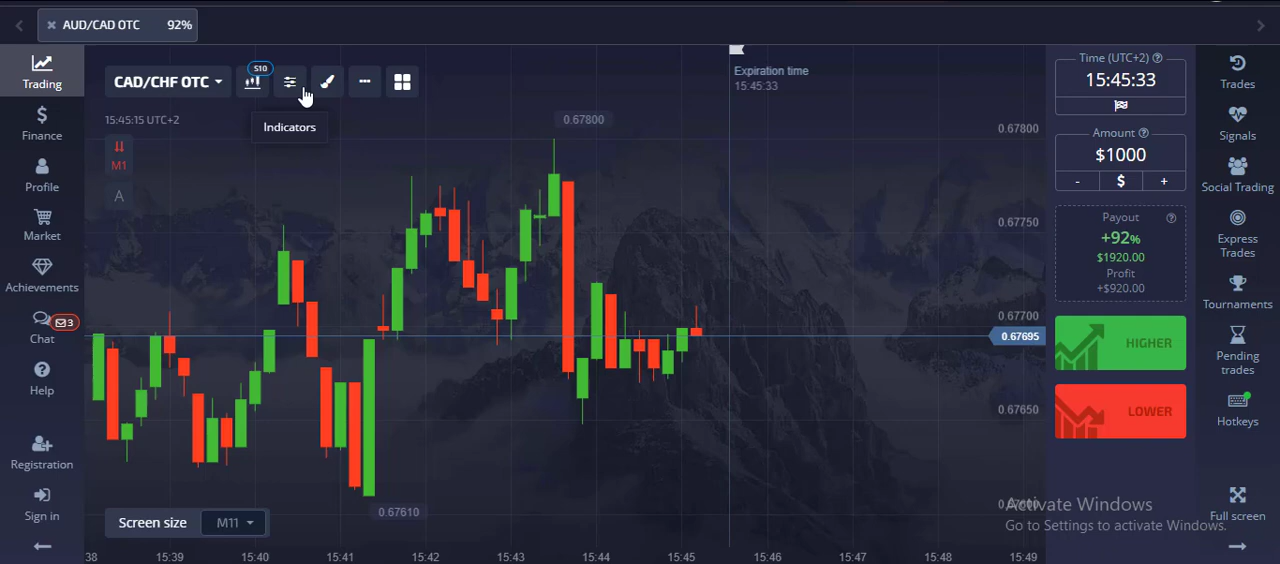 AUD/CAD OTC 92%
Trading
Finance
Profile
Market
Achievements
3
Chat
Help
Registration
Sign in
CAD/CHF OTC
S10
Indicators
15:45:15 UTC+2
M1
A
Expiration time
15:45:33
0.67800
0.67610
0.67800
0.67750
0.67700
0.67695
0.67650
Screen size M11
38 15:39 15:40 15:41 15:42 15:43 15:44 15:45 15:46 15:47 15:48 15:49
Time (UTC+2) ?
15:45:33
Amount ?
$1000
- $ +
Payout ?
+92%
$1920.00
Profit
+$920.00
HIGHER
LOWER
Trades
Signals
Social Trading
Express
Trades
Tournaments
Pending
trades
Hotkeys
Full screen
Activate Windows
Go to Settings to activate Windows.